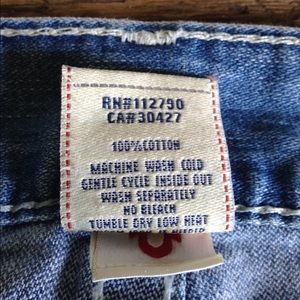 RN#112790
CA#30427
100%COTTON
MACHINE WASH COLD
GENTLE CYCLE INSIDE OUT
WASH SEPARATELY
NO BLEACH
TUMBLE DRY LOW HEAT